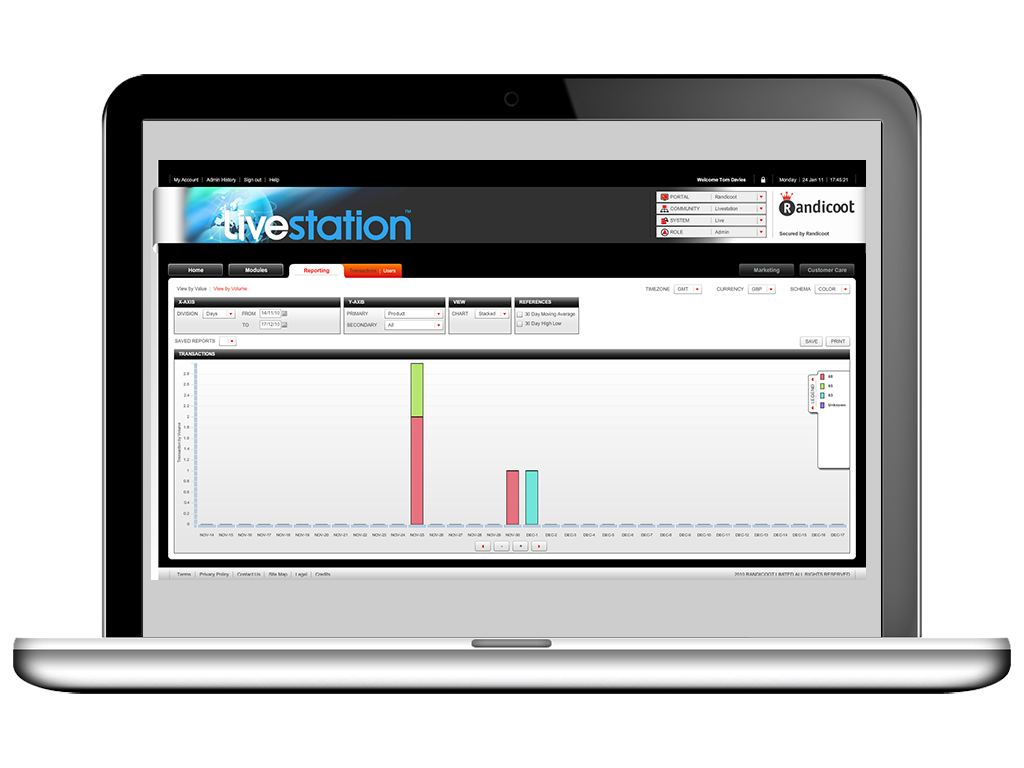 My Account | Admin History | Sign out | Help
Welcome Tom Davies Monday | 24 Jan 11 | 17:45:21
livestation™
PORTAL Randicoot
COMMUNITY Livestation
SYSTEM Live
ROLE Admin
Randicoot
Secured by Randicoot
Home Modules Reporting Transactions | Users Marketing Customer Care
View by Value | View by Volume TIMEZONE GMT CURRENCY GBP SCHEMA COLOR
X-AXIS Y-AXIS VIEW REFERENCES
DIVISION Days FROM 14/11/10 PRIMARY Product CHART Stacked 30 Day Moving Average
TO SECONDARY All 30 Day High Low
SAVED REPORTS SAVE PRINT
TRANSACTIONS
2.8
2.6
2.4
2.2
2
1.8
1.6
1.4
1.2
1
0.8
0.6
0.4
0.2
0
Transaction by Volume
LEGEND
Unknown
NOV-14 NOV-15 NOV-16 NOV-17 NOV-18 NOV-19 NOV-20 NOV-21 NOV-22 NOV-23 NOV-24 NOV-25 NOV-26 NOV-27 NOV-28 NOV-29 NOV-30 DEC-1 DEC-2 DEC-3 DEC-4 DEC-5 DEC-6 DEC-7 DEC-8 DEC-9 DEC-10 DEC-11 DEC-12 DEC-13 DEC-14 DEC-15 DEC-16 DEC-17
Terms | Privacy Policy | Contact Us | Site Map | Legal | Credits 2010 RANDICOOT LIMITED ALL RIGHTS RESERVED